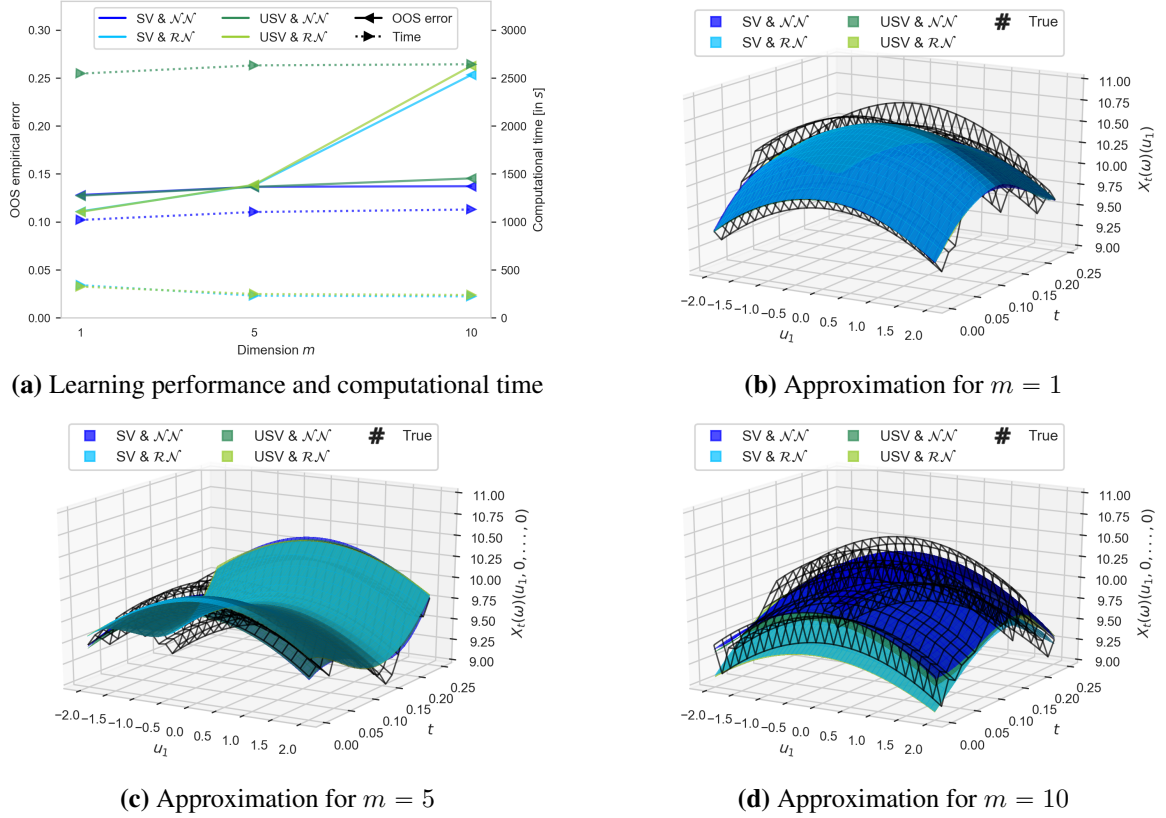 SV & 𝒩𝒩
USV & 𝒩𝒩
OOS error
SV & ℛ𝒩
USV & ℛ𝒩
Time
0.30
0.25
0.20
0.15
0.10
0.05
0.00
OOS empirical error
1
5
10
Dimension m
3000
2500
2000
1500
1000
500
0
Computational time [in s]
(a) Learning performance and computational time
SV & 𝒩𝒩
USV & 𝒩𝒩
# True
SV & ℛ𝒩
USV & ℛ𝒩
11.00
10.75
10.50
10.25
10.00
9.75
9.50
9.25
9.00
X_t(ω)(u_1)
−2.0
−1.5
−1.0
−0.5
0.0
0.5
1.0
1.5
2.0
u_1
0.00
0.05
0.10
0.15
0.20
0.25
t
(b) Approximation for m = 1
SV & 𝒩𝒩
USV & 𝒩𝒩
# True
SV & ℛ𝒩
USV & ℛ𝒩
11.00
10.75
10.50
10.25
10.00
9.75
9.50
9.25
9.00
X_t(ω)(u_1, 0, . . . , 0)
−2.0
−1.5
−1.0
−0.5
0.0
0.5
1.0
1.5
2.0
u_1
0.00
0.05
0.10
0.15
0.20
0.25
t
(c) Approximation for m = 5
SV & 𝒩𝒩
USV & 𝒩𝒩
# True
SV & ℛ𝒩
USV & ℛ𝒩
11.00
10.75
10.50
10.25
10.00
9.75
9.50
9.25
9.00
X_t(ω)(u_1, 0, . . . , 0)
−2.0
−1.5
−1.0
−0.5
0.0
0.5
1.0
1.5
2.0
u_1
0.00
0.05
0.10
0.15
0.20
0.25
t
(d) Approximation for m = 10